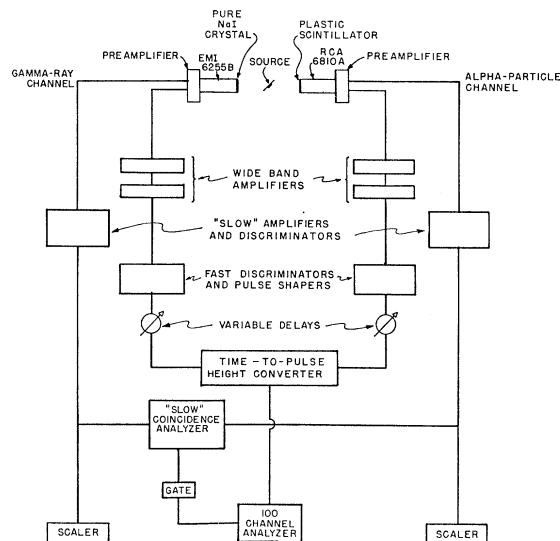 PURE
NaI
CRYSTAL
PLASTIC
SCINTILLATOR
PREAMPLIFIER
EMI
6255B
SOURCE
RCA
6810A
PREAMPLIFIER
GAMMA-RAY
CHANNEL
ALPHA-PARTICLE
CHANNEL
WIDE BAND
AMPLIFIERS
"SLOW" AMPLIFIERS
AND DISCRIMINATORS
FAST DISCRIMINATORS
AND PULSE SHAPERS
VARIABLE DELAYS
TIME-TO-PULSE
HEIGHT CONVERTER
"SLOW"
COINCIDENCE
ANALYZER
GATE
100
CHANNEL
ANALYZER
SCALER
SCALER